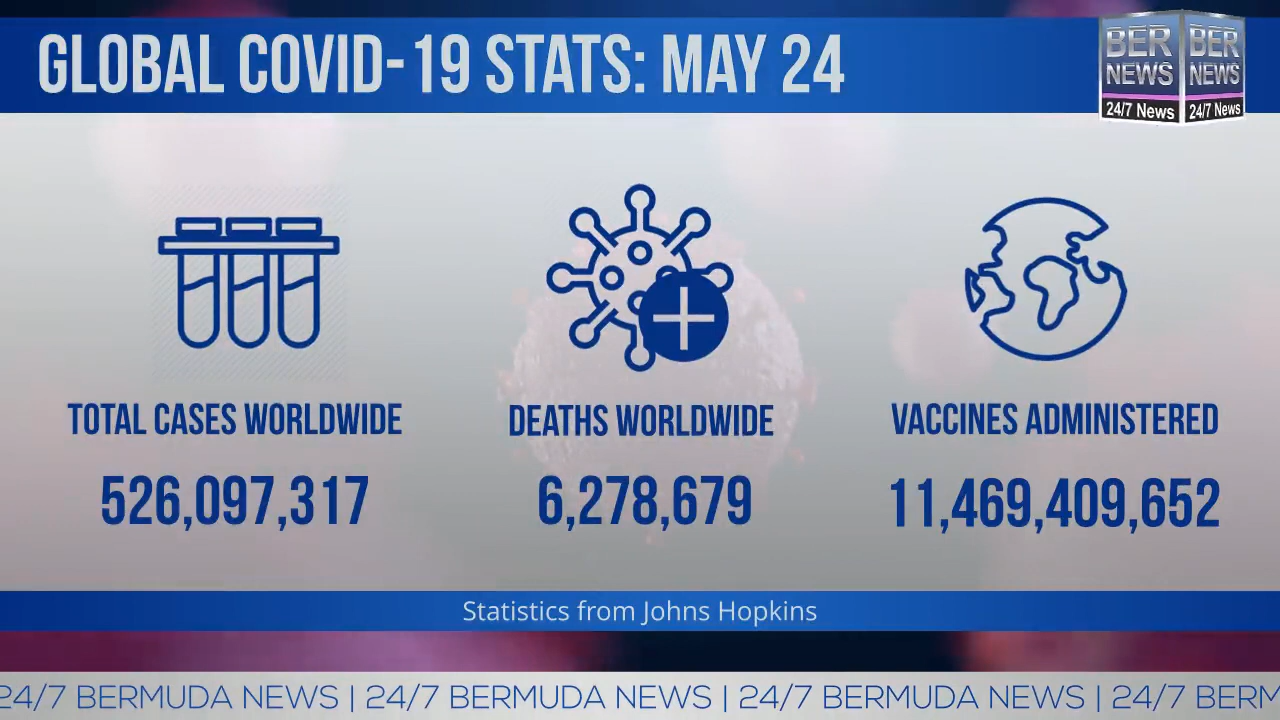 GLOBAL COVID-19 STATS: MAY 24
BER NEWS 24/7 News
BER NEWS 24/7 News
TOTAL CASES WORLDWIDE
526,097,317
DEATHS WORLDWIDE
6,278,679
VACCINES ADMINISTERED
11,469,409,652
Statistics from Johns Hopkins
24/7 BERMUDA NEWS | 24/7 BERMUDA NEWS | 24/7 BERMUDA NEWS | 24/7 BERM